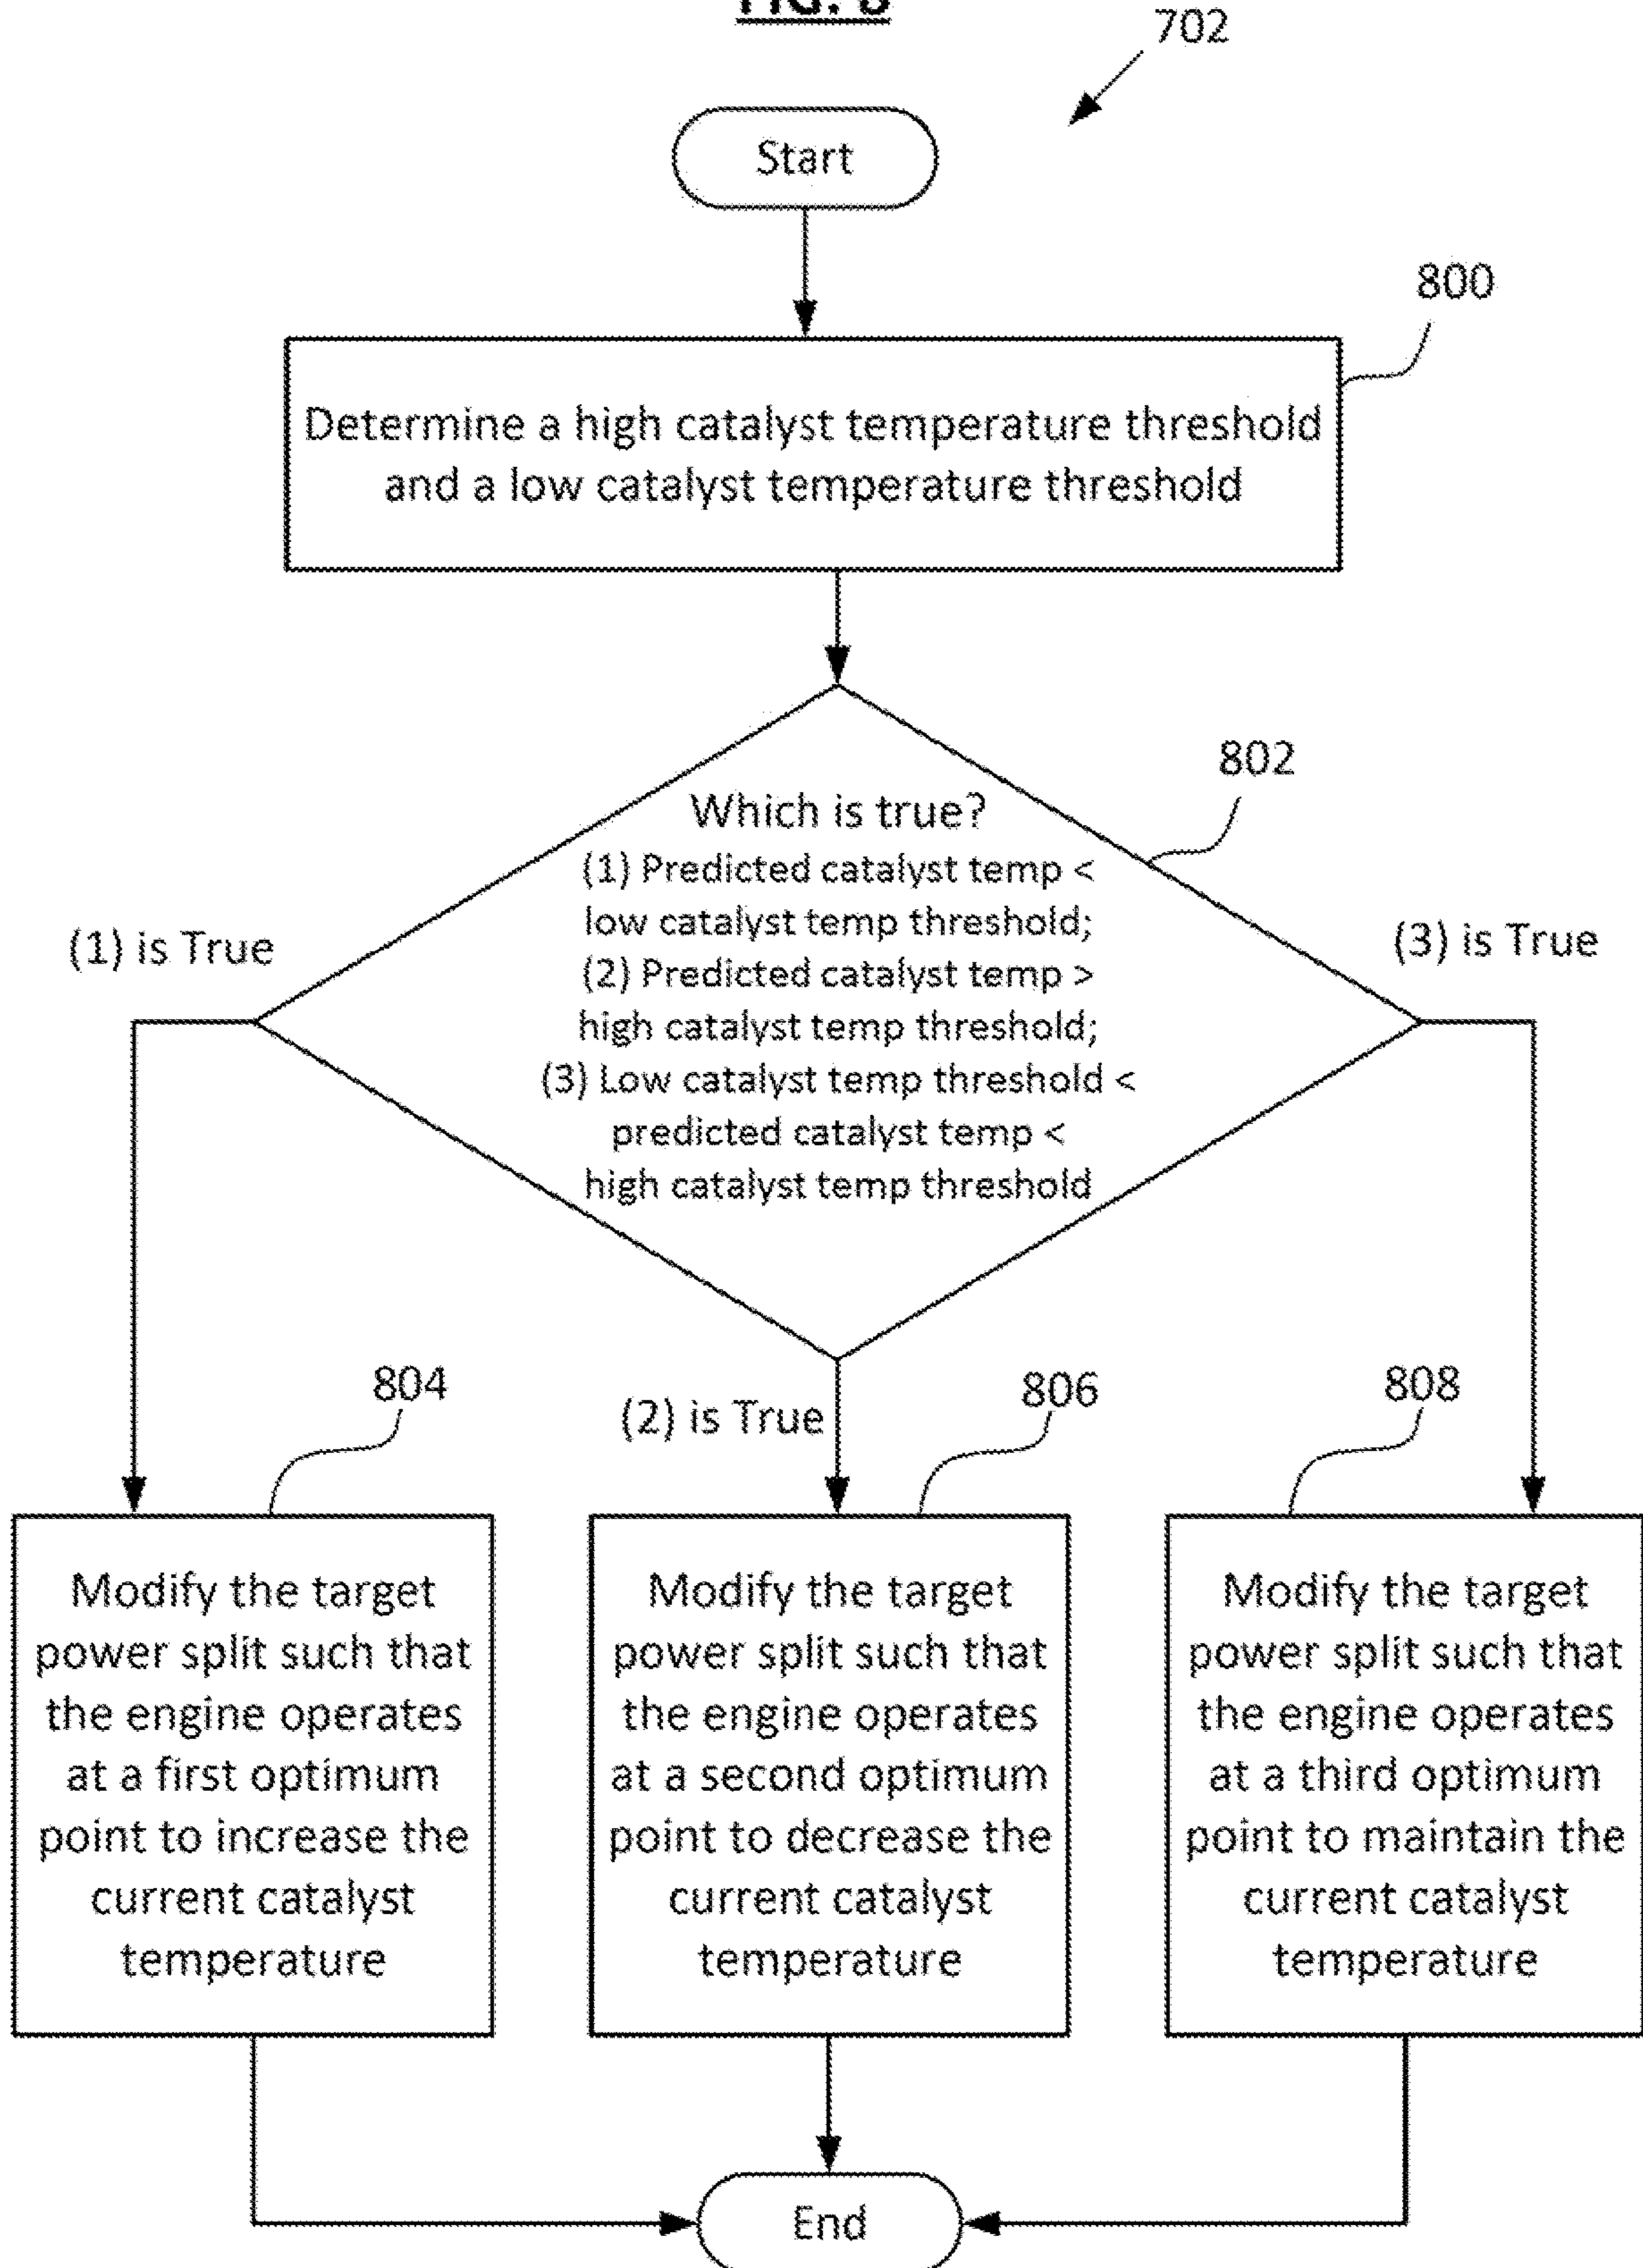 FIG. 8
702
Start
800
Determine a high catalyst temperature threshold
and a low catalyst temperature threshold
802
Which is true?
(1) Predicted catalyst temp <
low catalyst temp threshold;
(2) Predicted catalyst temp >
high catalyst temp threshold;
(3) Low catalyst temp threshold <
predicted catalyst temp <
high catalyst temp threshold
(1) is True
(3) is True
(2) is True
804
806
808
Modify the target
power split such that
the engine operates
at a first optimum
point to increase the
current catalyst
temperature
Modify the target
power split such that
the engine operates
at a second optimum
point to decrease the
current catalyst
temperature
Modify the target
power split such that
the engine operates
at a third optimum
point to maintain the
current catalyst
temperature
End